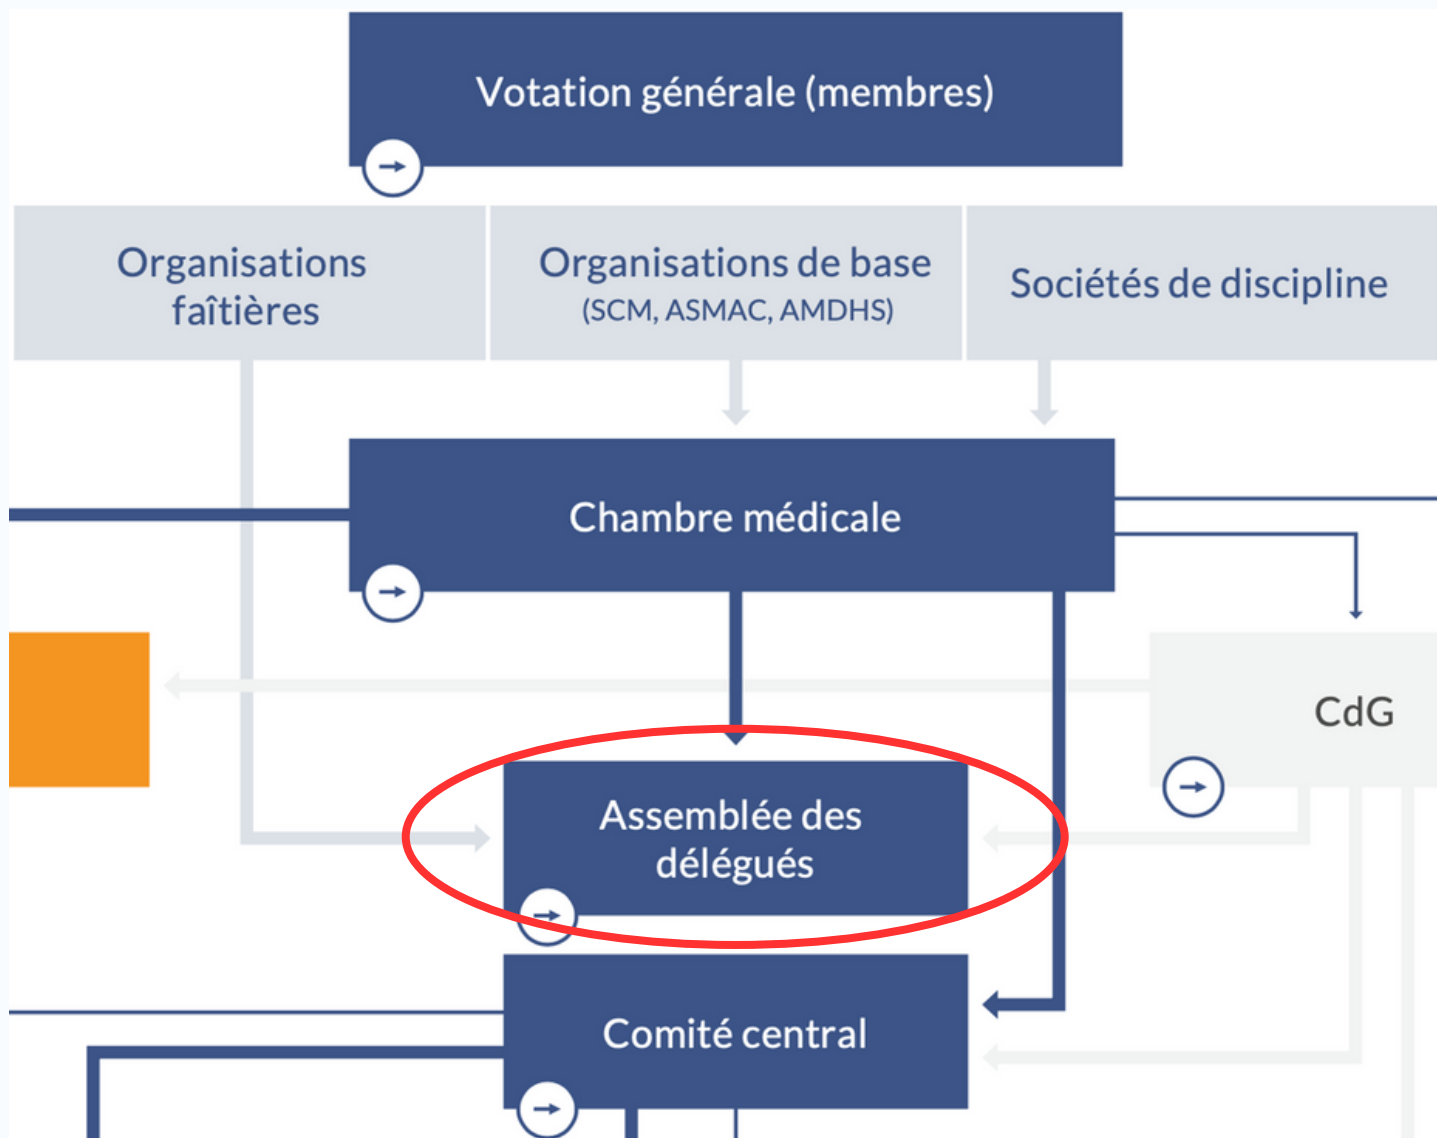 Votation générale (membres)
Organisations
faîtières
Organisations de base
(SCM, ASMAC, AMDHS)
Sociétés de discipline
Chambre médicale
CdG
Assemblée des
délégués
Comité central